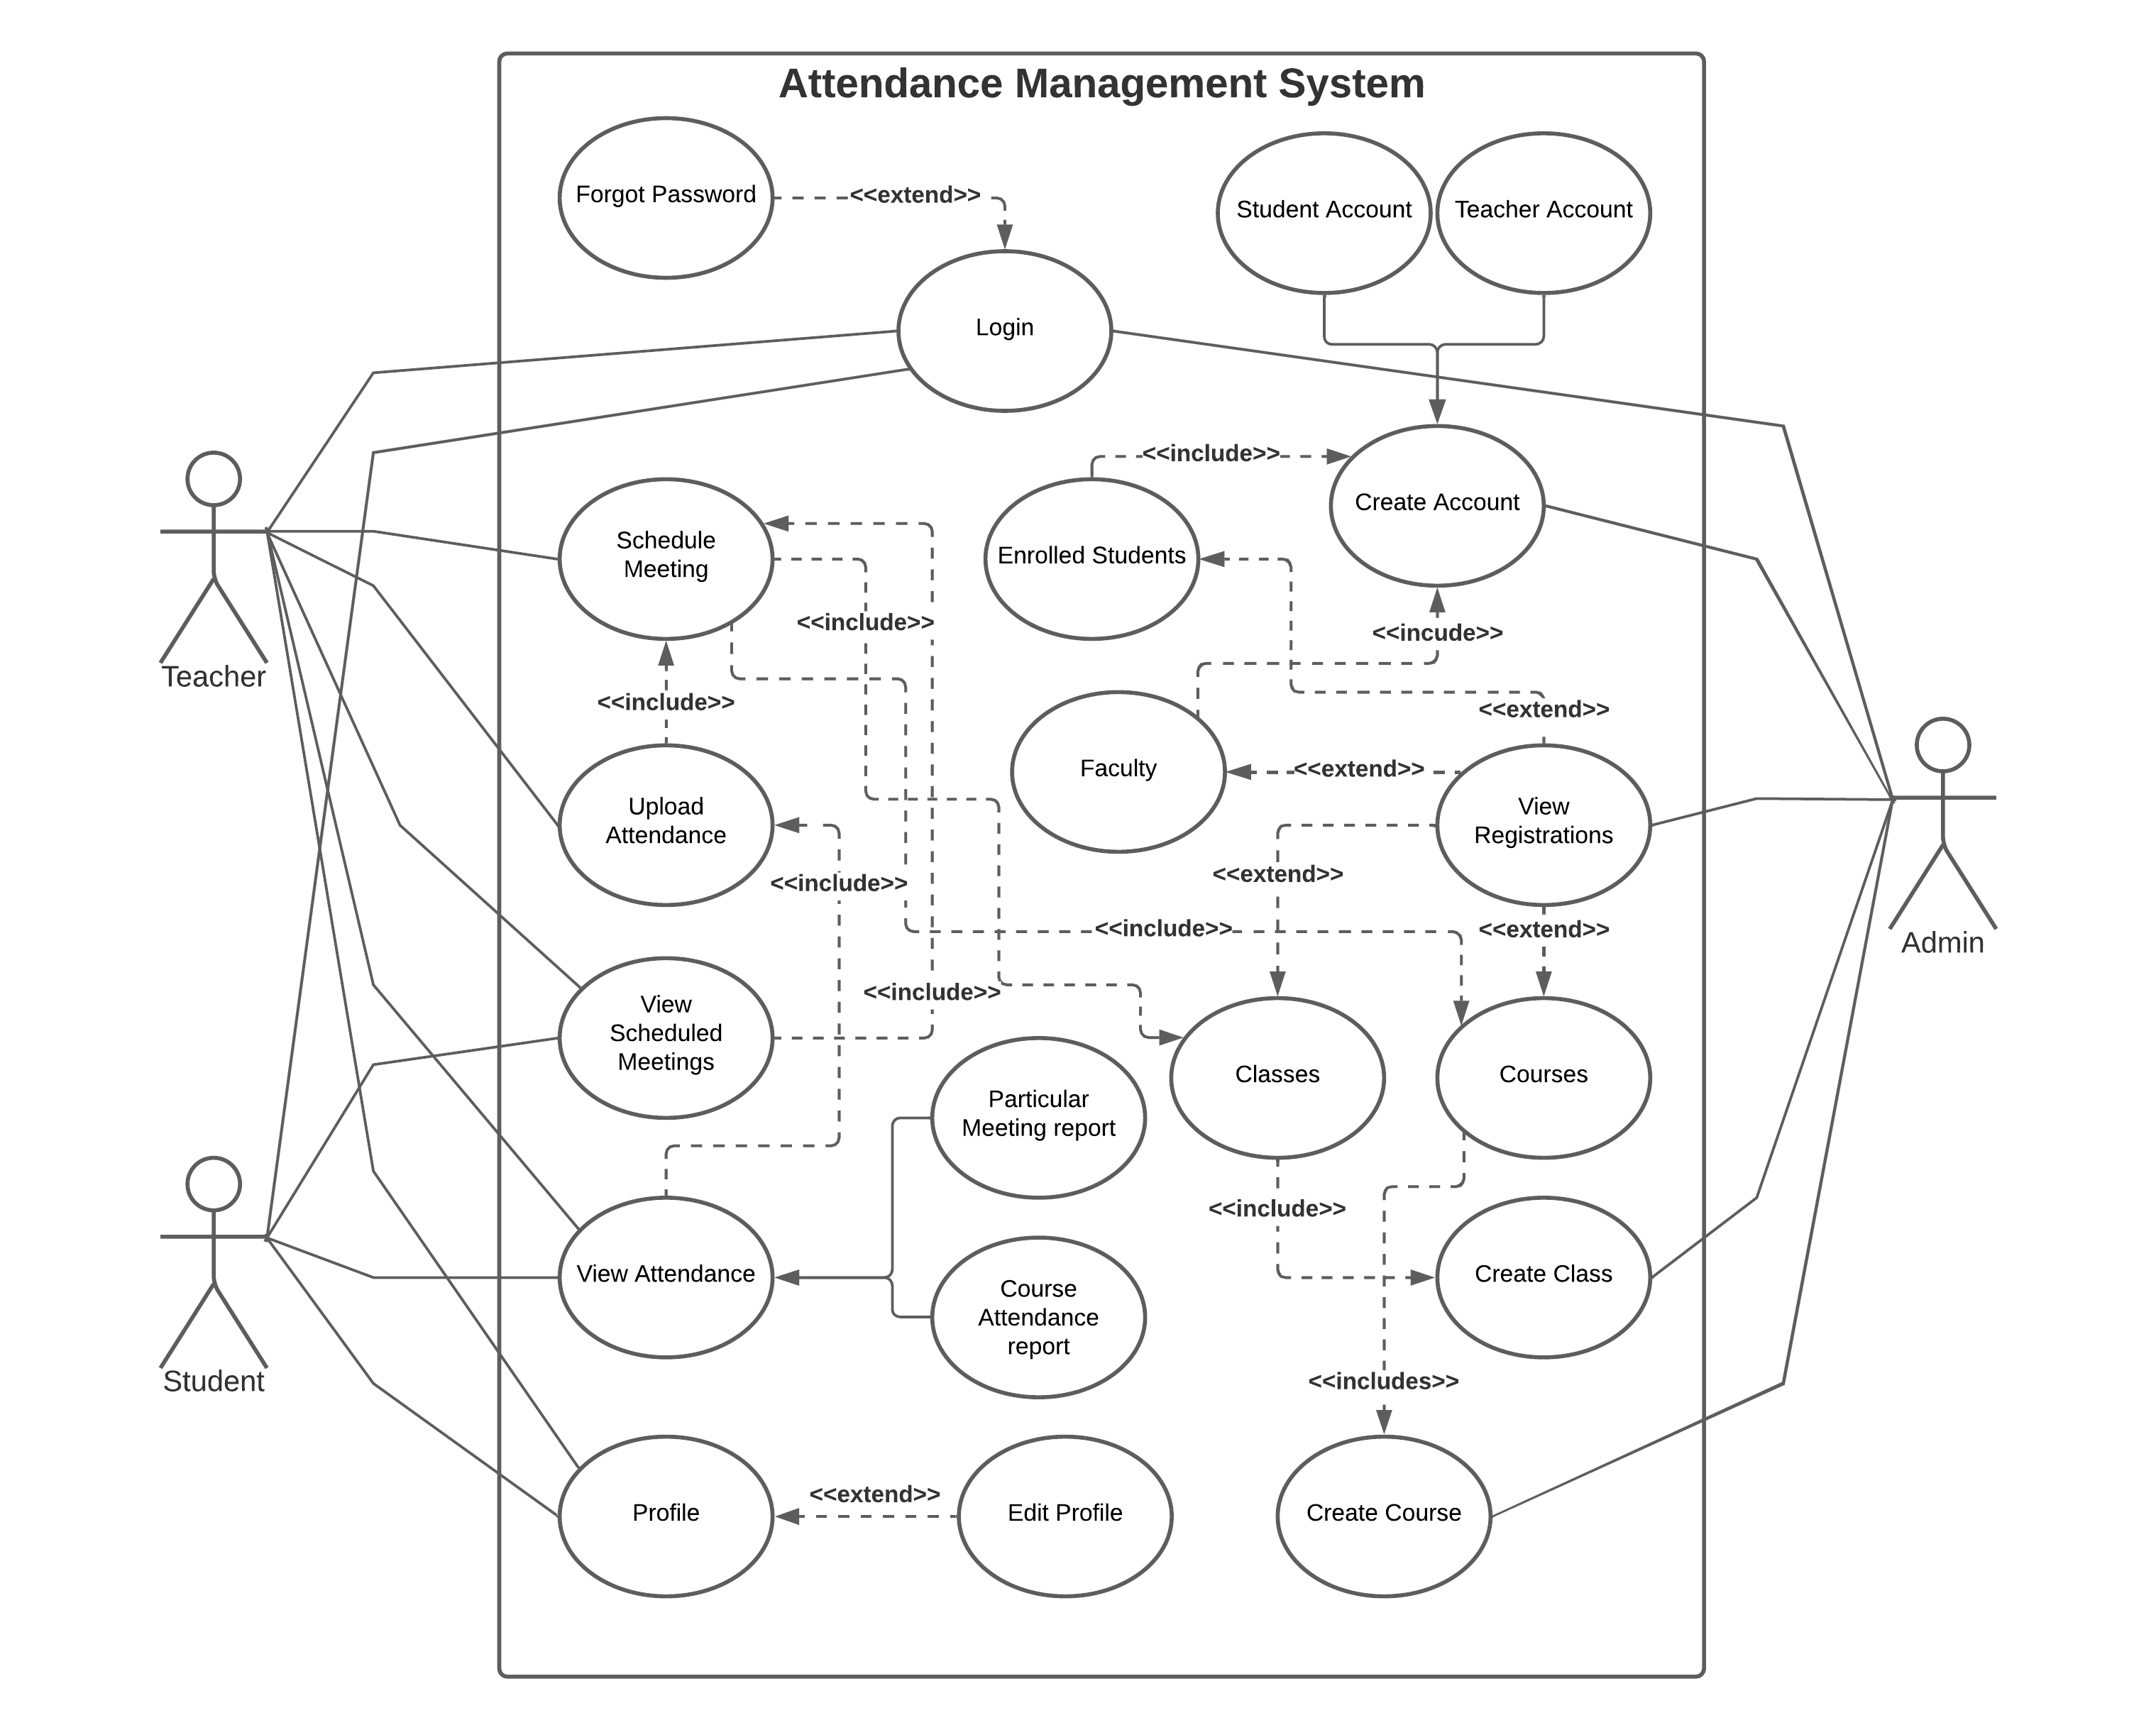 Attendance Management System
Forgot Password
<<extend>>
Student Account
Teacher Account
Login
<<include>>
Create Account
Schedule
Meeting
Enrolled Students
<<include>>
<<incude>>
Teacher
<<include>>
<<extend>>
Faculty
<<extend>>
Upload
Attendance
View
Registrations
<<include>>
<<extend>>
<<include>>
<<extend>>
Admin
View
Scheduled
Meetings
<<include>>
Classes
Courses
Particular
Meeting report
<<include>>
View Attendance
Course
Attendance
report
Create Class
Student
<<includes>>
Profile
<<extend>>
Edit Profile
Create Course